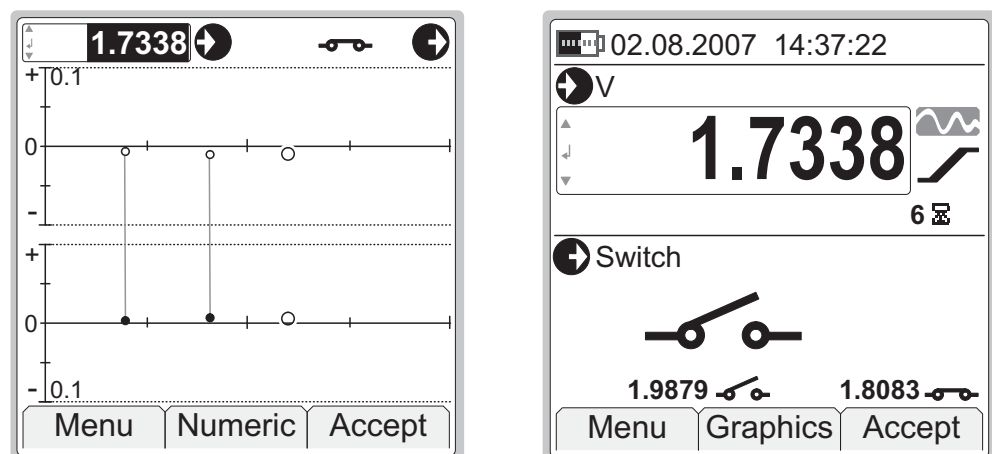 1.7338
+ 0.1
0
-
+
0
- 0.1
Menu Numeric Accept
02.08.2007 14:37:22
V
1.7338
6
Switch
1.9879 1.8083
Menu Graphics Accept